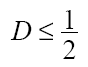 D ≤ 1/2